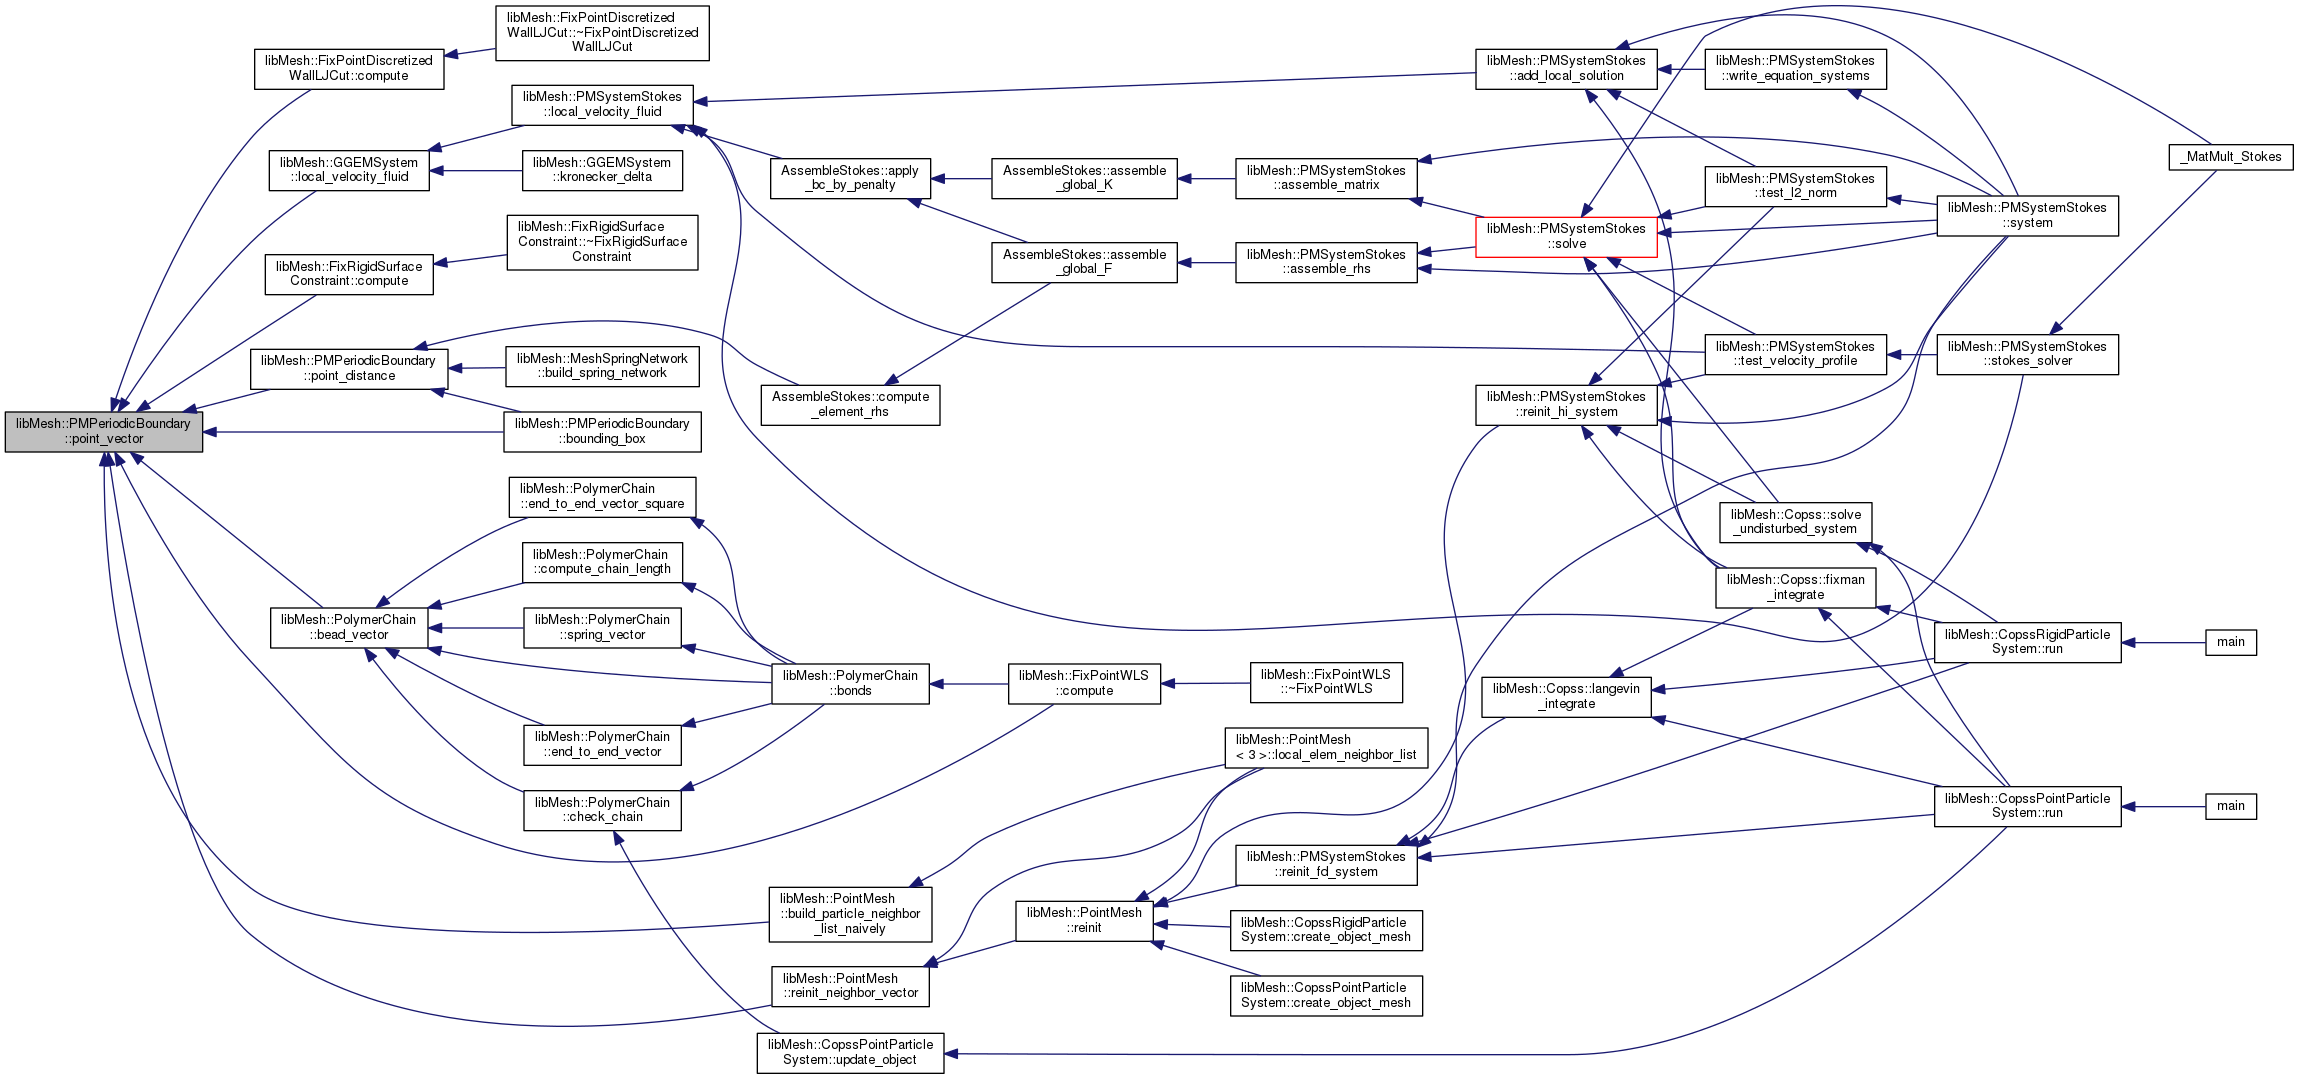 libMesh::PMPeriodicBoundary
::point_vector
libMesh::FixPointDiscretized
WallLJCut::compute
libMesh::FixPointDiscretized
WallLJCut::~FixPointDiscretized
WallLJCut
libMesh::GGEMSystem
::local_velocity_fluid
libMesh::PMSystemStokes
::local_velocity_fluid
libMesh::GGEMSystem
::kronecker_delta
libMesh::FixRigidSurface
Constraint::compute
libMesh::FixRigidSurface
Constraint::~FixRigidSurface
Constraint
libMesh::PMPeriodicBoundary
::point_distance
libMesh::MeshSpringNetwork
::build_spring_network
libMesh::PMPeriodicBoundary
::bounding_box
libMesh::PolymerChain
::bead_vector
libMesh::PolymerChain
::end_to_end_vector_square
libMesh::PolymerChain
::compute_chain_length
libMesh::PolymerChain
::spring_vector
libMesh::PolymerChain
::end_to_end_vector
libMesh::PolymerChain
::check_chain
AssembleStokes::apply
_bc_by_penalty
AssembleStokes::compute
_element_rhs
libMesh::PolymerChain
::bonds
libMesh::PointMesh
::build_particle_neighbor
_list_naively
libMesh::PointMesh
::reinit_neighbor_vector
libMesh::CopssPointParticle
System::update_object
AssembleStokes::assemble
_global_K
AssembleStokes::assemble
_global_F
libMesh::FixPointWLS
::compute
libMesh::PointMesh
::reinit
libMesh::PMSystemStokes
::assemble_matrix
libMesh::PMSystemStokes
::assemble_rhs
libMesh::FixPointWLS
::~FixPointWLS
libMesh::PointMesh
< 3 >::local_elem_neighbor_list
libMesh::PMSystemStokes
::reinit_fd_system
libMesh::CopssRigidParticle
System::create_object_mesh
libMesh::CopssPointParticle
System::create_object_mesh
libMesh::PMSystemStokes
::add_local_solution
libMesh::PMSystemStokes
::solve
libMesh::PMSystemStokes
::reinit_hi_system
libMesh::Copss::langevin
_integrate
libMesh::PMSystemStokes
::write_equation_systems
libMesh::PMSystemStokes
::test_l2_norm
libMesh::PMSystemStokes
::test_velocity_profile
libMesh::Copss::solve
_undisturbed_system
libMesh::Copss::fixman
_integrate
libMesh::PMSystemStokes
::system
libMesh::PMSystemStokes
::stokes_solver
libMesh::CopssRigidParticle
System::run
libMesh::CopssPointParticle
System::run
_MatMult_Stokes
main
main